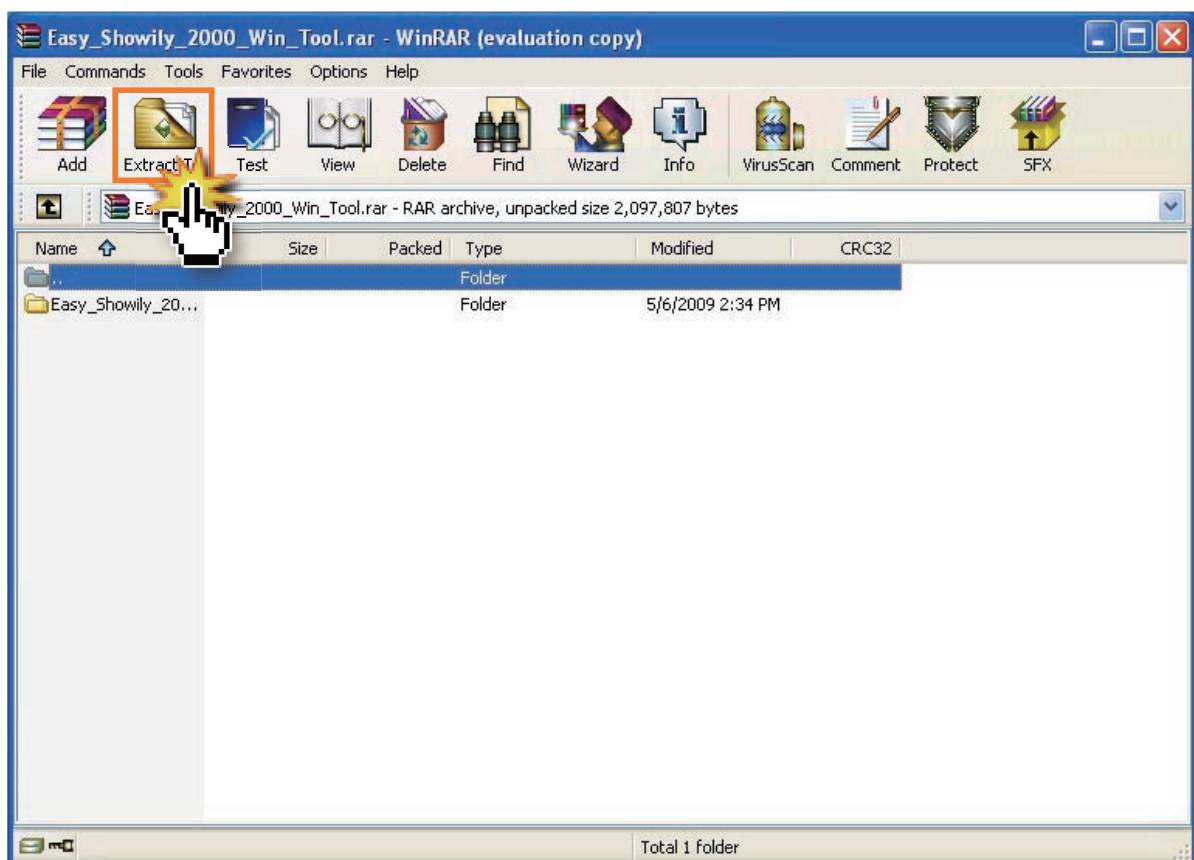 Easy_Showily_2000_Win_Tool.rar - WinRAR (evaluation copy)
File Commands Tools Favorites Options Help
Add Extract Test View Delete Find Wizard Info VirusScan Comment Protect SFX
2000_Win_Tool.rar - RAR archive, unpacked size 2,097,807 bytes
Name Size Packed Type Modified CRC32
.. Folder
Easy_Showily_20... Folder 5/6/2009 2:34 PM
Total 1 folder